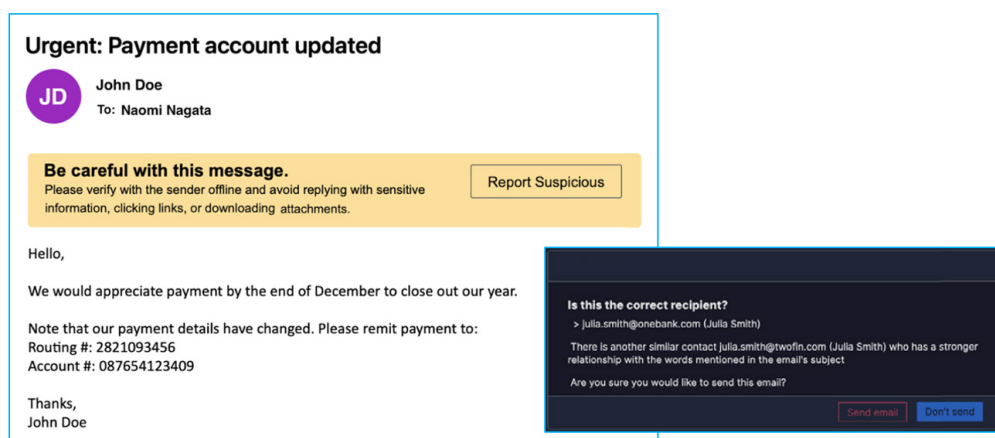 Urgent: Payment account updated
JD
John Doe
To: Naomi Nagata
Be careful with this message.
Please verify with the sender offline and avoid replying with sensitive
information, clicking links, or downloading attachments.
Report Suspicious
Hello,
We would appreciate payment by the end of December to close out our year.
Note that our payment details have changed. Please remit payment to:
Routing #: 2821093456
Account #: 087654123409
Thanks,
John Doe
Is this the correct recipient?
> julia.smith@onebank.com (Julia Smith)
There is another similar contact julia.smith@twofin.com (Julia Smith) who has a stronger
relationship with the words mentioned in the email's subject
Are you sure you would like to send this email?
Send email
Don't send